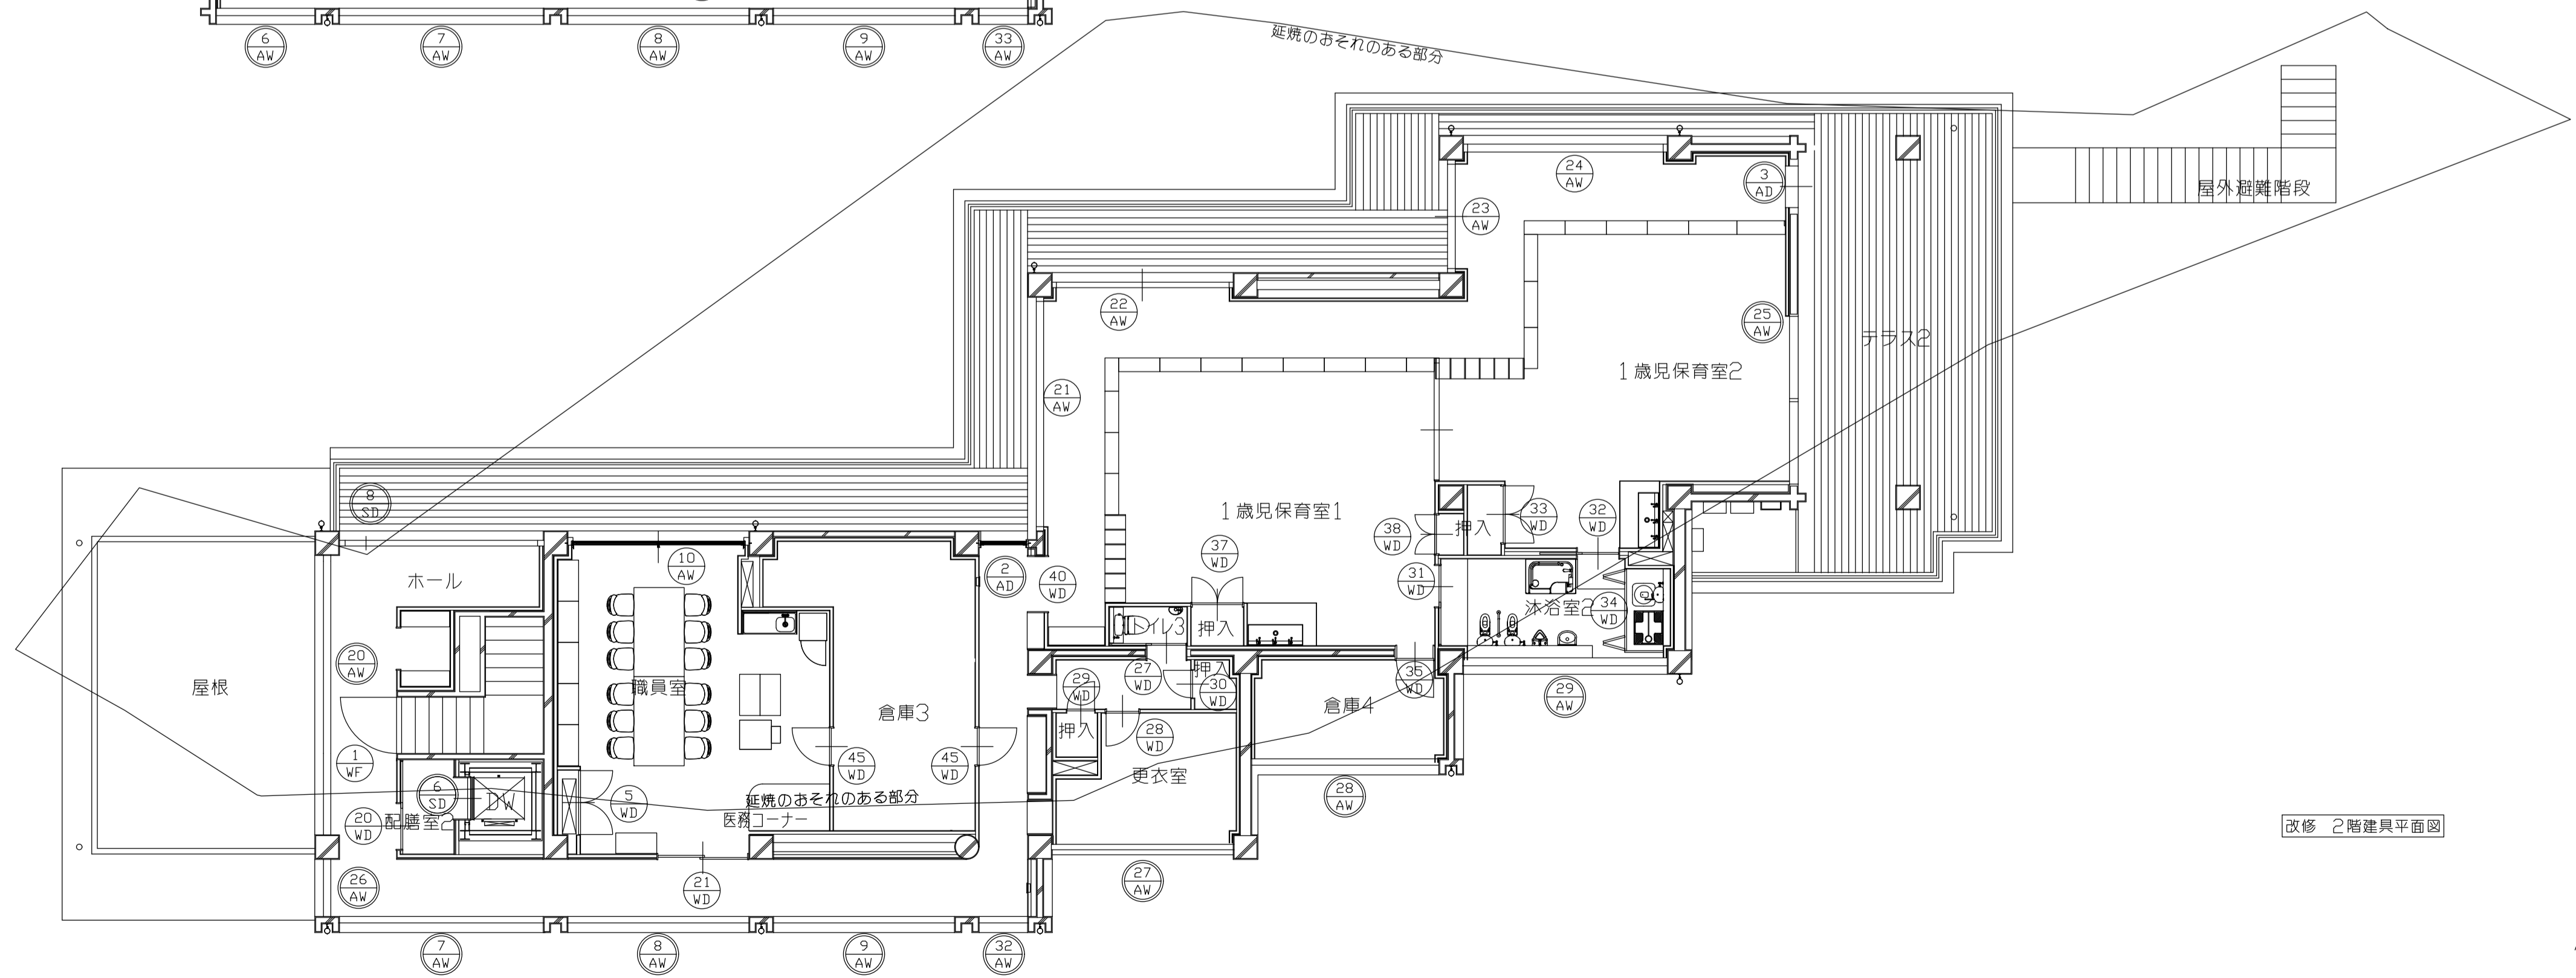 6
AW
7
AW
8
AW
9
AW
33
AW
延焼のおそれのある部分
24
AW
3
AD
屋外避難階段
23
AW
22
AW
25
AW
テラス2
1歳児保育室2
21
AW
8
SD
1歳児保育室1
33
WD
32
WD
38
WD
押入
37
WD
10
AW
ホール
2
AD
40
WD
31
WD
沐浴室2
34
WD
トイレ3
押入
20
AW
屋根
職員室
29
WD
27
WD
押入
30
WD
35
WD
29
AW
倉庫3
倉庫4
押入
28
WD
1
WF
45
WD
45
WD
更衣室
6
SD
DW
5
WD
延焼のおそれのある部分
28
AW
20
WD
配膳室2
医務コーナー
改修 2階建具平面図
26
AW
21
WD
27
AW
7
AW
8
AW
9
AW
32
AW